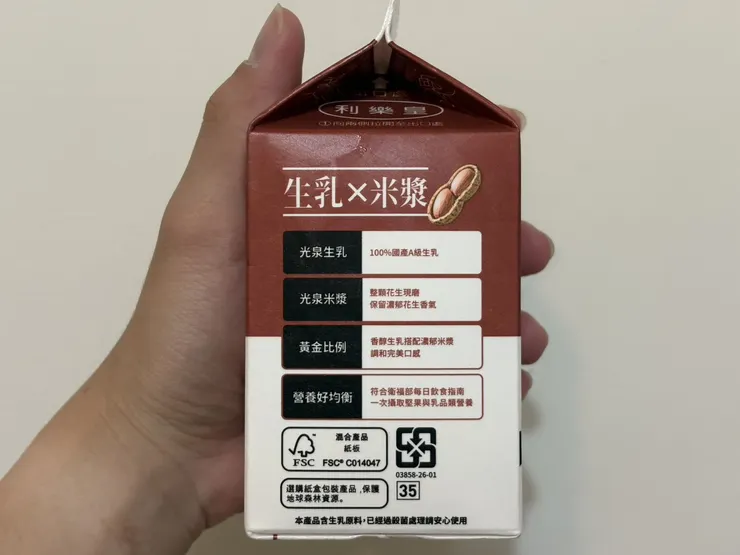 利樂皇
生乳×米漿
光泉生乳
100%國產A級生乳
光泉米漿
整顆花生現磨
保留濃郁花生香氣
黃金比例
香醇生乳搭配濃郁米漿
調和完美口感
營養好均衡
符合衛福部每日飲食指南
一次攝取堅果與乳品類營養
混合產品
紙板
FSC
FSC® C014047
03858-26-01
選購紙盒包裝產品,保護
地球森林資源。
35
本產品含生乳原料,已經過殺菌處理請安心使用